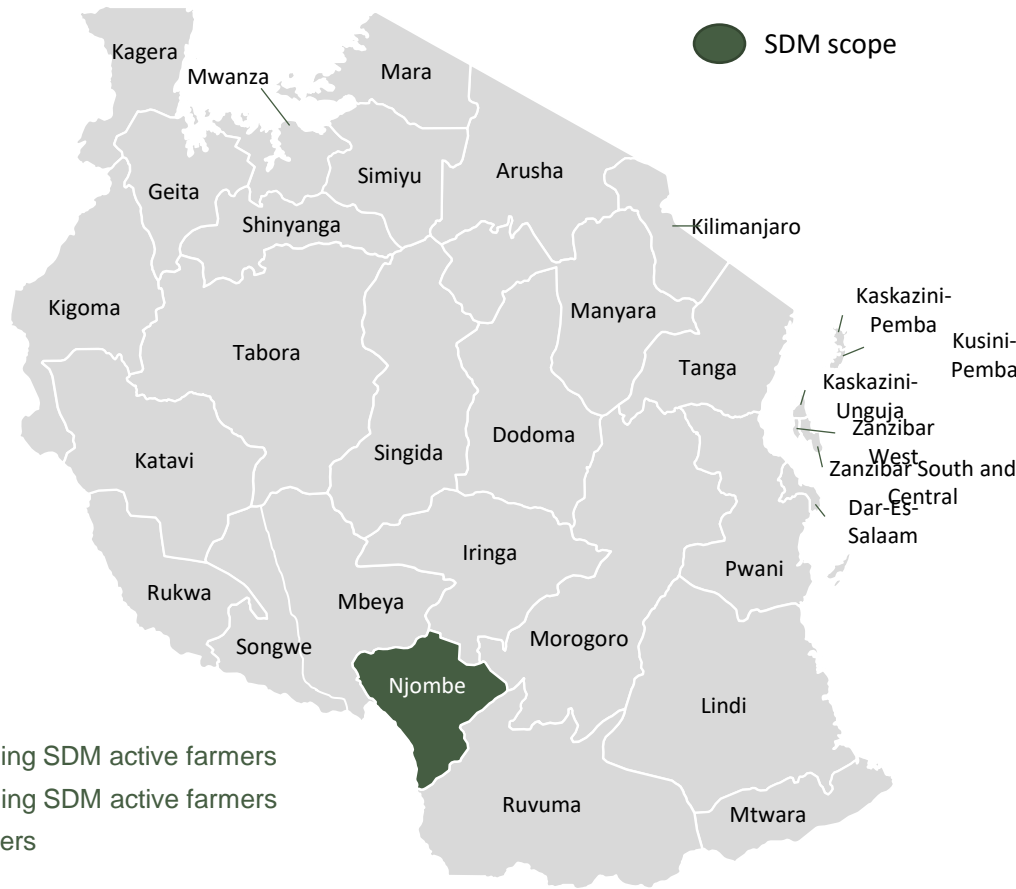 SDM scope
Kagera
Mwanza
Mara
Simiyu
Arusha
Geita
Shinyanga
Kilimanjaro
Kigoma
Manyara
Kaskazini-
Pemba
Kusini-
Pemba
Tabora
Tanga
Kaskazini-
Unguja
Zanzibar
West
Zanzibar South and
Central
Dar-Es-
Salaam
Dodoma
Singida
Katavi
Iringa
Pwani
Rukwa
Mbeya
Morogoro
Songwe
Njombe
Lindi
Ruvuma
Mtwara
ing SDM active farmers
ing SDM active farmers
ers